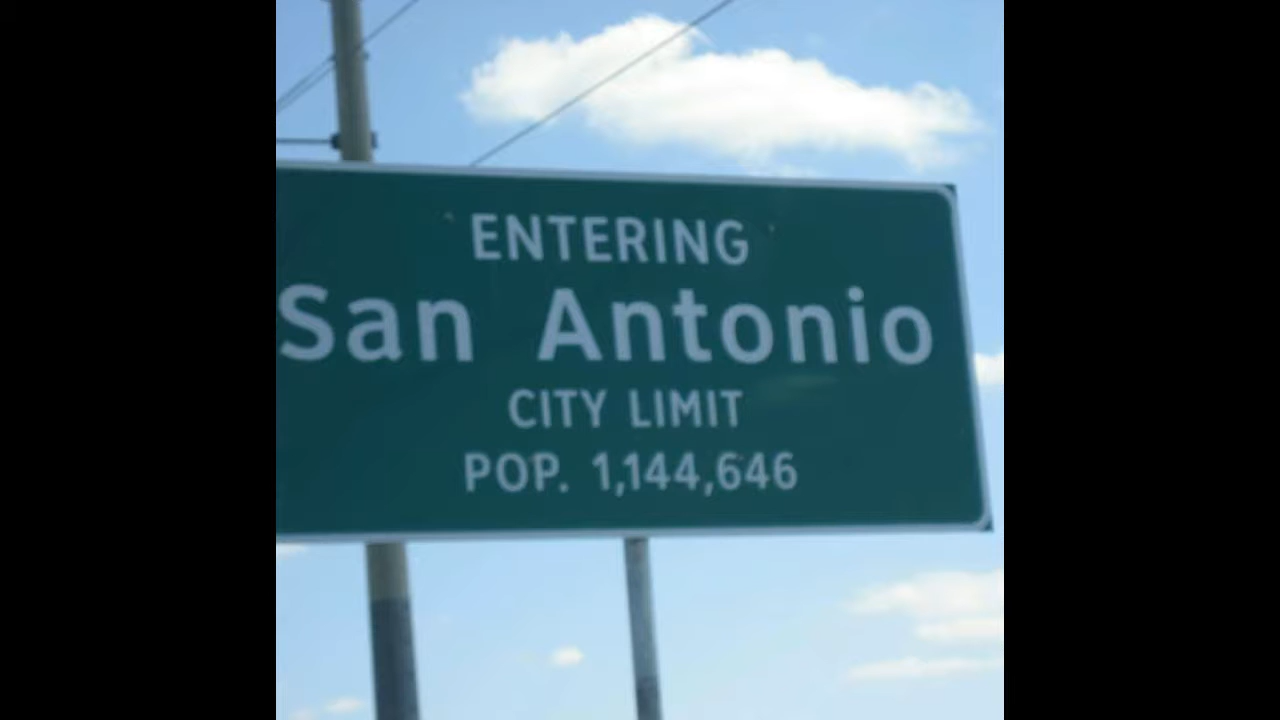 ENTERING
San Antonio
CITY LIMIT
POP. 1,144,646